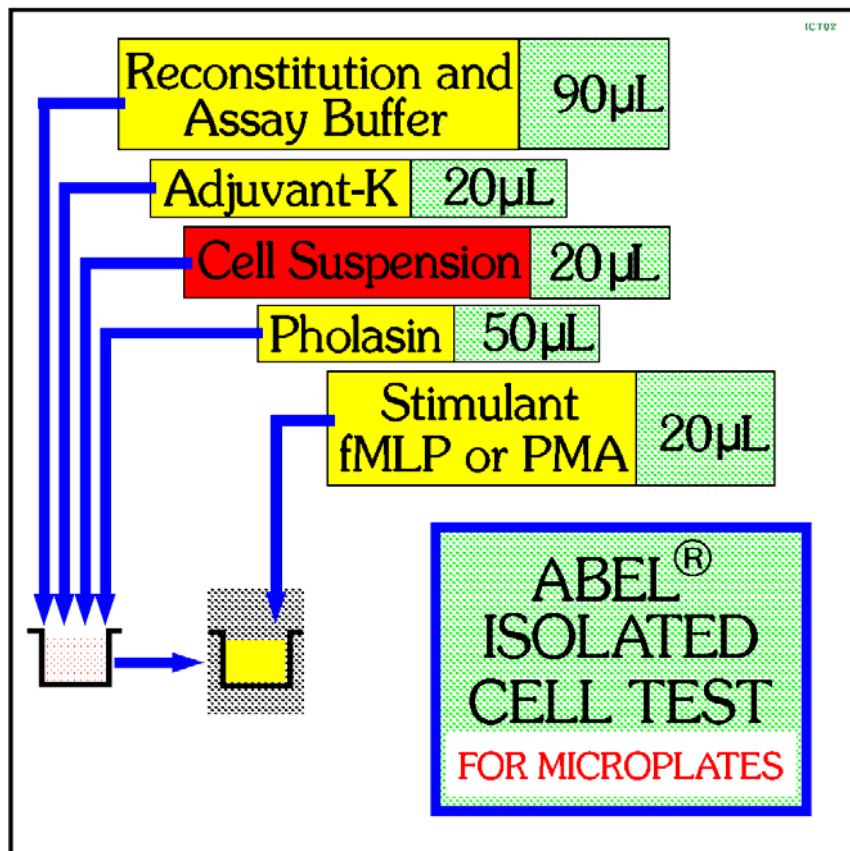 ICT02
Reconstitution and
Assay Buffer
90µL
Adjuvant-K
20µL
Cell Suspension
20µL
Pholasin
50µL
Stimulant
fMLP or PMA
20µL
ABEL®
ISOLATED
CELL TEST
FOR MICROPLATES